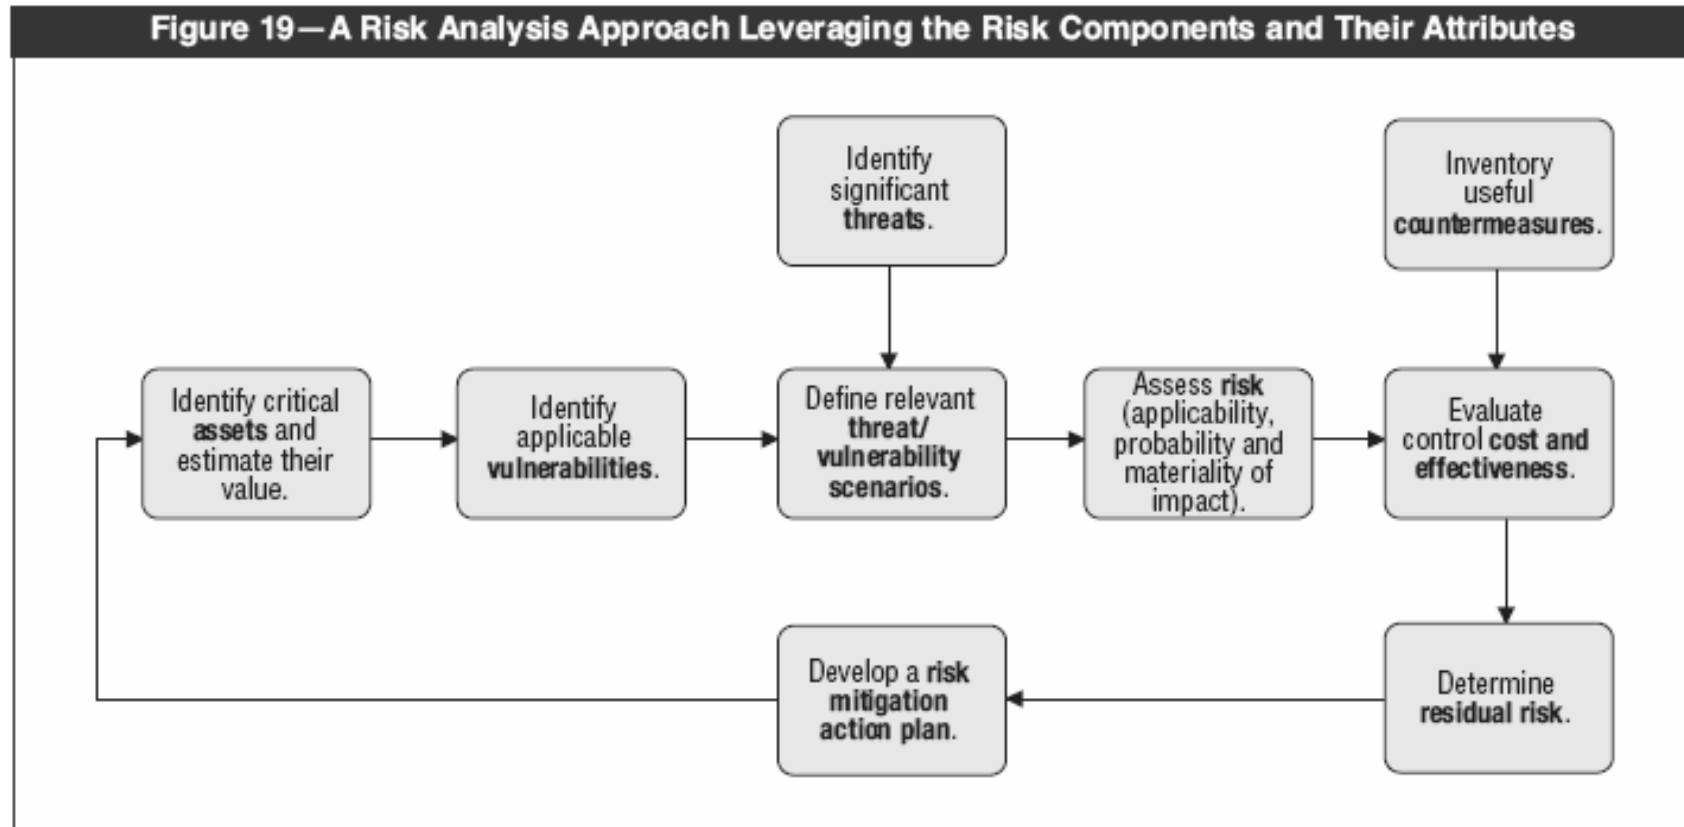 Figure 19—A Risk Analysis Approach Leveraging the Risk Components and Their Attributes
Identify
significant
threats.
Inventory
useful
countermeasures.
Identify critical
assets and
estimate their
value.
Identify
applicable
vulnerabilities.
Define relevant
threat/
vulnerability
scenarios.
Assess risk
(applicability,
probability and
materiality of
impact).
Evaluate
control cost and
effectiveness.
Develop a risk
mitigation
action plan.
Determine
residual risk.